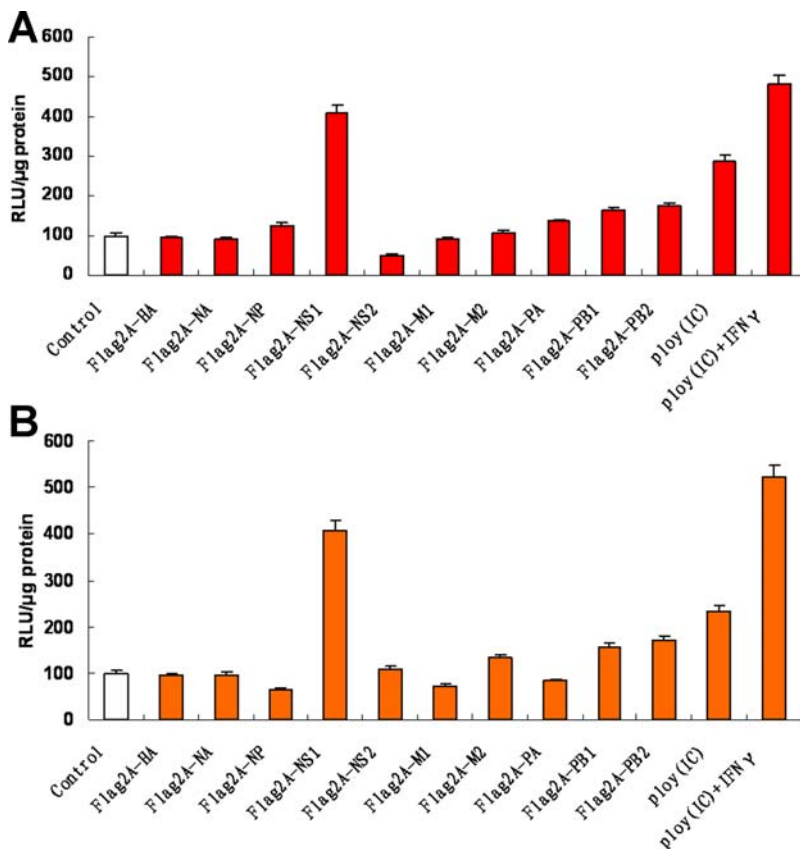 A
RLU/µg protein
600
500
400
300
200
100
0
Control
Flag2A-HA
Flag2A-NA
Flag2A-NP
Flag2A-NS1
Flag2A-NS2
Flag2A-M1
Flag2A-M2
Flag2A-PA
Flag2A-PB1
Flag2A-PB2
ploy(IC)
ploy(IC)+IFN γ
B
RLU/µg protein
600
500
400
300
200
100
0
Control
Flag2A-HA
Flag2A-NA
Flag2A-NP
Flag2A-NS1
Flag2A-NS2
Flag2A-M1
Flag2A-M2
Flag2A-PA
Flag2A-PB1
Flag2A-PB2
ploy(IC)
ploy(IC)+IFN γ